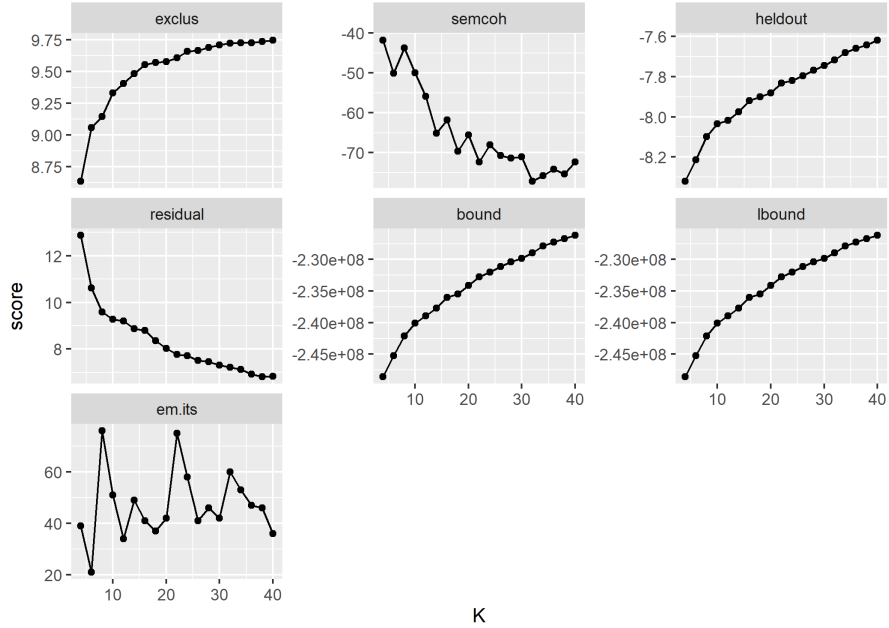 exclus
semcoh
heldout
9.75
9.50
9.25
9.00
8.75
-40
-50
-60
-70
-7.6
-7.8
-8.0
-8.2
residual
bound
lbound
12
10
8
-2.30e+08
-2.35e+08
-2.40e+08
-2.45e+08
-2.30e+08
-2.35e+08
-2.40e+08
-2.45e+08
10 20 30 40
10 20 30 40
em.its
60
40
20
10 20 30 40
score
K